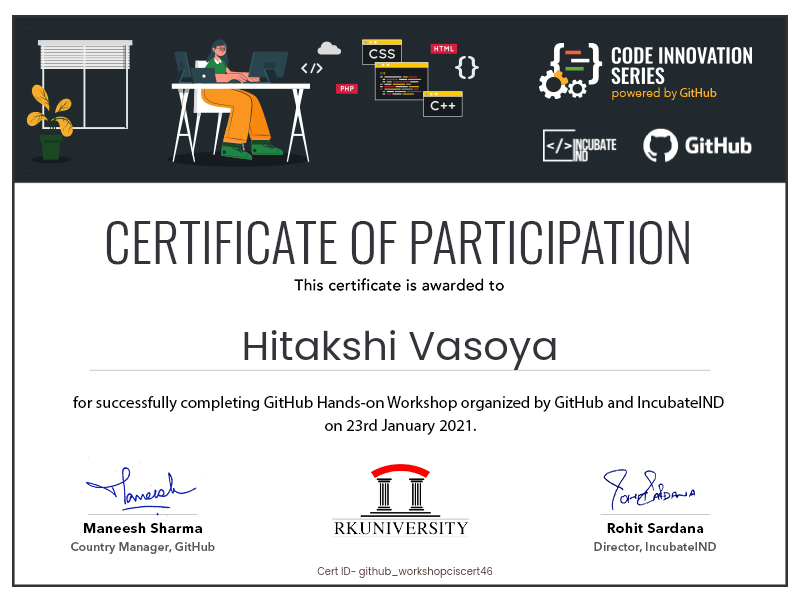 CSS
HTML
</>
{}
PHP
C++
CODE INNOVATION
SERIES
powered by GitHub
</>INCUBATE
IND
GitHub
CERTIFICATE OF PARTICIPATION
This certificate is awarded to
Hitakshi Vasoya
for successfully completing GitHub Hands-on Workshop organized by GitHub and IncubateIND
on 23rd January 2021.
Maneesh
Rohit Sardana
Maneesh Sharma
Country Manager, GitHub
RK.UNIVERSITY
Rohit Sardana
Director, IncubateIND
Cert ID- github_workshopciscert46